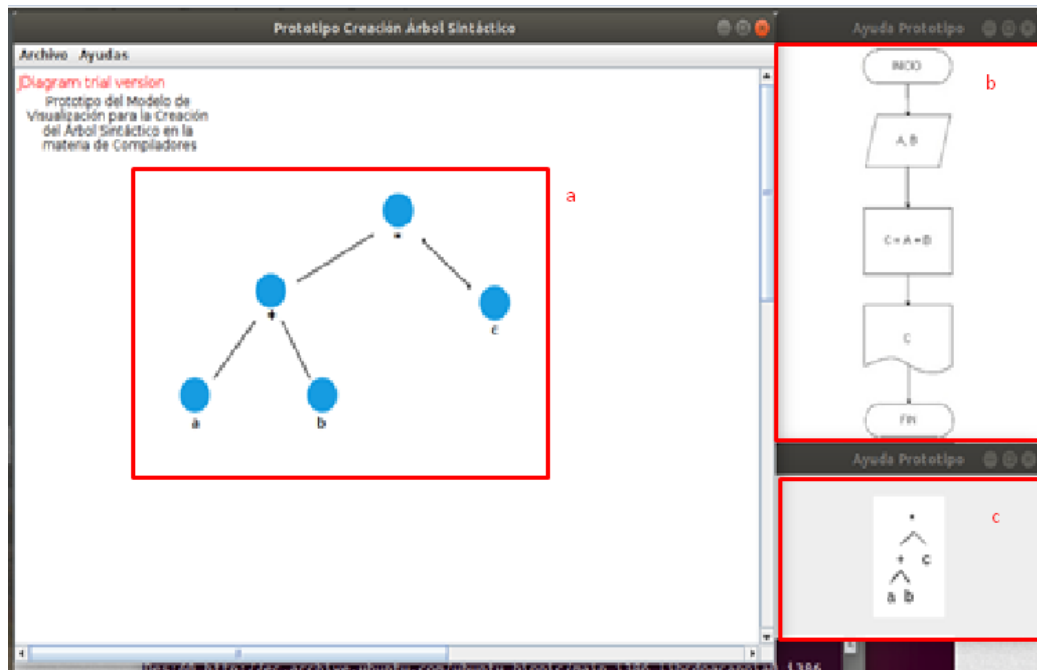 Prototipo Creación Árbol Sintáctico
Archivo Ayudas
JDiagram trial version
Prototipo del Modelo de
Visualización para la Creación
del Árbol Sintáctico en la
materia de Compiladores
a
c
+
a
b
Ayuda Prototipo
b
INICIO
A, B
C = A + B
C
FIN
Ayuda Prototipo
c
+ c
a b